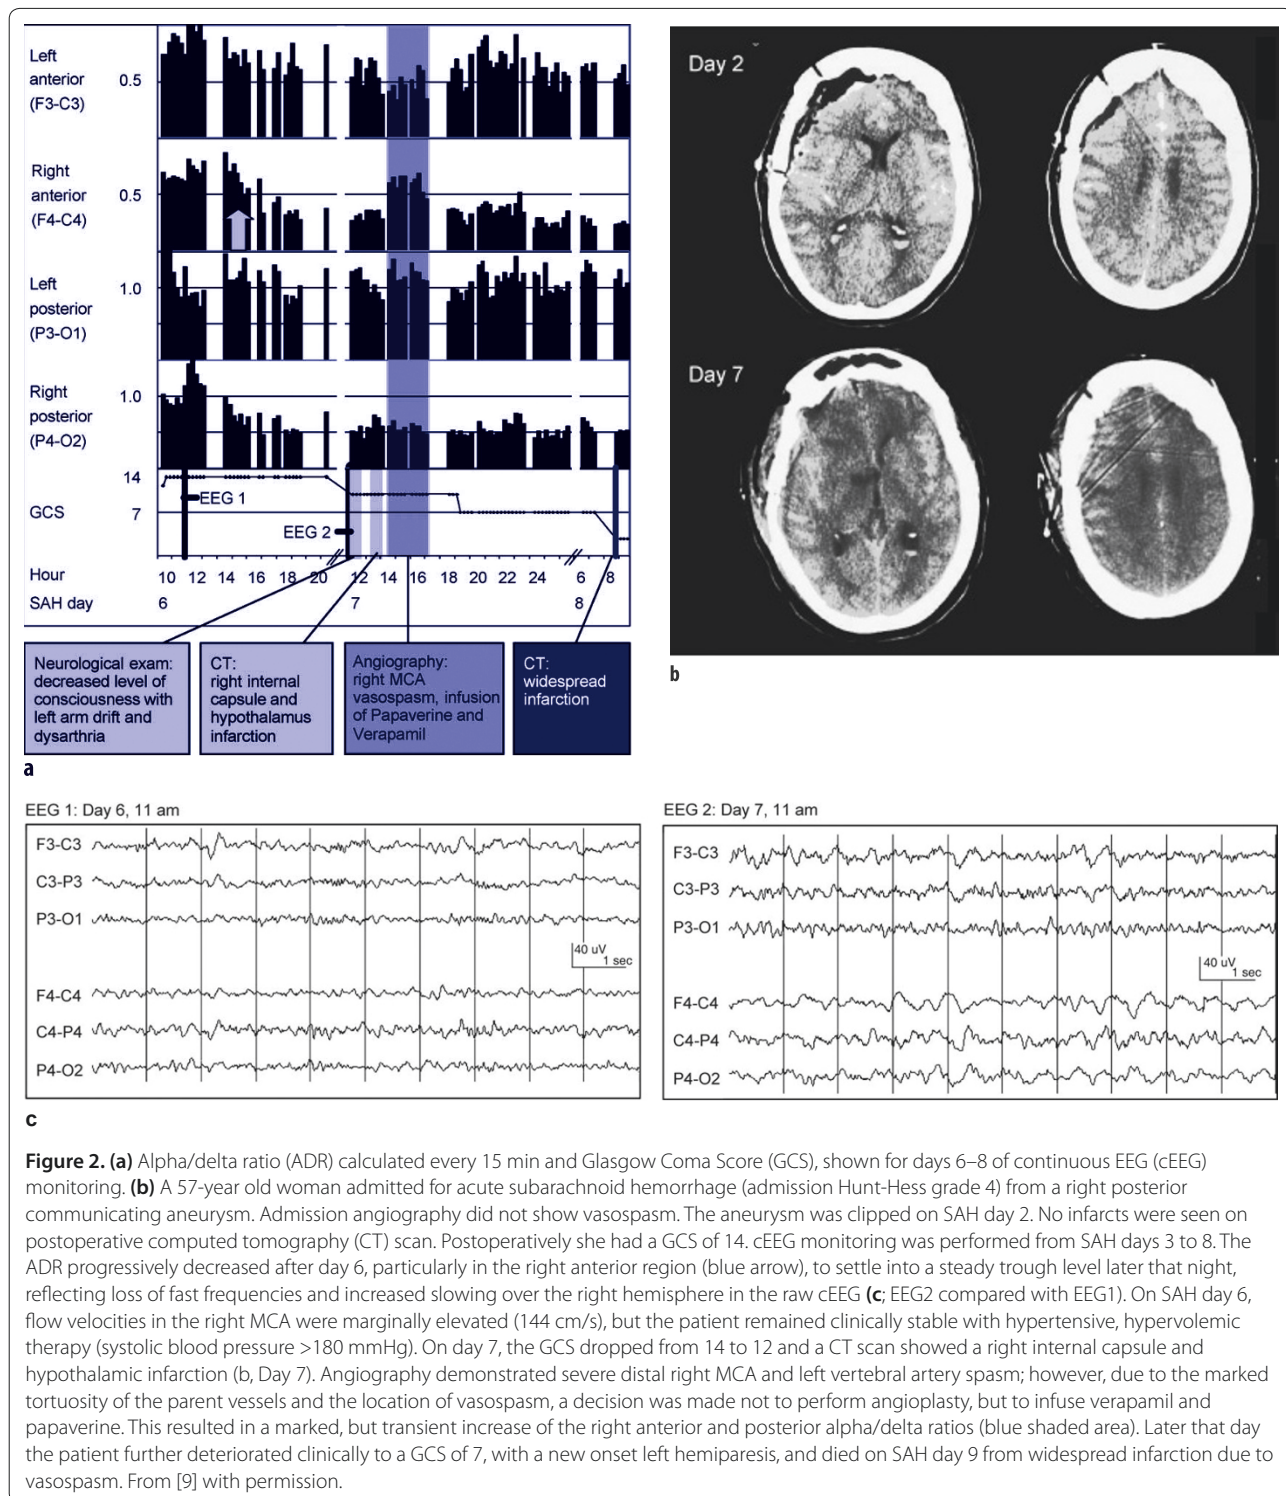 Left
anterior
(F3-C3)
0.5
Right
anterior
(F4-C4)
0.5
Left
posterior
(P3-O1)
1.0
Right
posterior
(P4-O2)
1.0
GCS
14
7
EEG 1
EEG 2
Hour
10 12 14 16 18 20 12 14 16 18 20 22 24 6 8
SAH day
6 7 8
Neurological exam:
decreased level of
consciousness with
left arm drift and
dysarthria
CT:
right internal
capsule and
hypothalamus
infarction
Angiography:
right MCA
vasospasm, infusion
of Papaverine and
Verapamil
CT:
widespread
infarction
a
Day 2
Day 7
b
EEG 1: Day 6, 11 am
F3-C3
C3-P3
P3-O1
40 uV
1 sec
F4-C4
C4-P4
P4-O2
EEG 2: Day 7, 11 am
F3-C3
C3-P3
P3-O1
40 uV
1 sec
F4-C4
C4-P4
P4-O2
c
Figure 2. (a) Alpha/delta ratio (ADR) calculated every 15 min and Glasgow Coma Score (GCS), shown for days 6–8 of continuous EEG (cEEG)
monitoring. (b) A 57-year old woman admitted for acute subarachnoid hemorrhage (admission Hunt-Hess grade 4) from a right posterior
communicating aneurysm. Admission angiography did not show vasospasm. The aneurysm was clipped on SAH day 2. No infarcts were seen on
postoperative computed tomography (CT) scan. Postoperatively she had a GCS of 14. cEEG monitoring was performed from SAH days 3 to 8. The
ADR progressively decreased after day 6, particularly in the right anterior region (blue arrow), to settle into a steady trough level later that night,
reflecting loss of fast frequencies and increased slowing over the right hemisphere in the raw cEEG (c; EEG2 compared with EEG1). On SAH day 6,
flow velocities in the right MCA were marginally elevated (144 cm/s), but the patient remained clinically stable with hypertensive, hypervolemic
therapy (systolic blood pressure >180 mmHg). On day 7, the GCS dropped from 14 to 12 and a CT scan showed a right internal capsule and
hypothalamic infarction (b, Day 7). Angiography demonstrated severe distal right MCA and left vertebral artery spasm; however, due to the marked
tortuosity of the parent vessels and the location of vasospasm, a decision was made not to perform angioplasty, but to infuse verapamil and
papaverine. This resulted in a marked, but transient increase of the right anterior and posterior alpha/delta ratios (blue shaded area). Later that day
the patient further deteriorated clinically to a GCS of 7, with a new onset left hemiparesis, and died on SAH day 9 from widespread infarction due to
vasospasm. From [9] with permission.